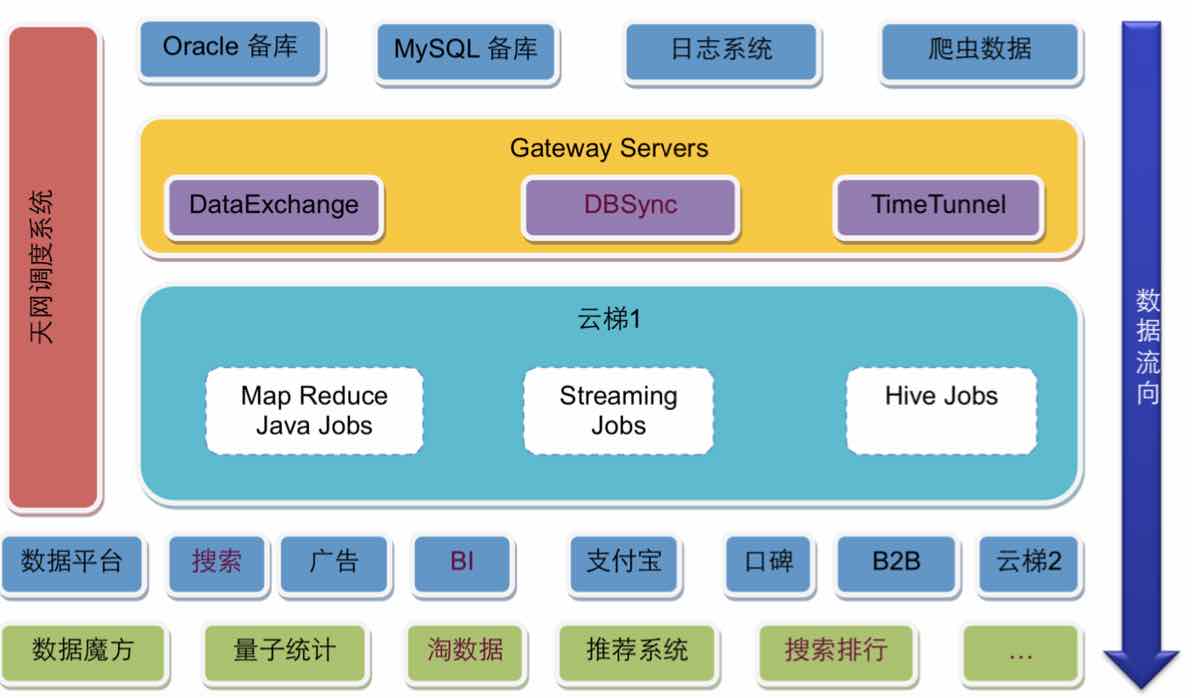 天网调度系统
Oracle 备库
MySQL 备库
日志系统
爬虫数据
Gateway Servers
DataExchange
DBSync
TimeTunnel
云梯1
Map Reduce
Java Jobs
Streaming
Jobs
Hive Jobs
数据流向
数据平台
搜索
广告
BI
支付宝
口碑
B2B
云梯2
数据魔方
量子统计
淘数据
推荐系统
搜索排行
…